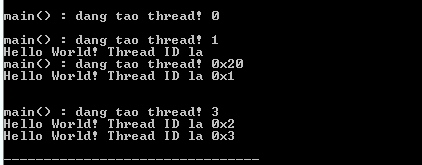 main() : dang tao thread! 0
main() : dang tao thread! 1
Hello World! Thread ID la
main() : dang tao thread! 0x20
Hello World! Thread ID la 0x1
main() : dang tao thread! 3
Hello World! Thread ID la 0x2
Hello World! Thread ID la 0x3
--------------------------------